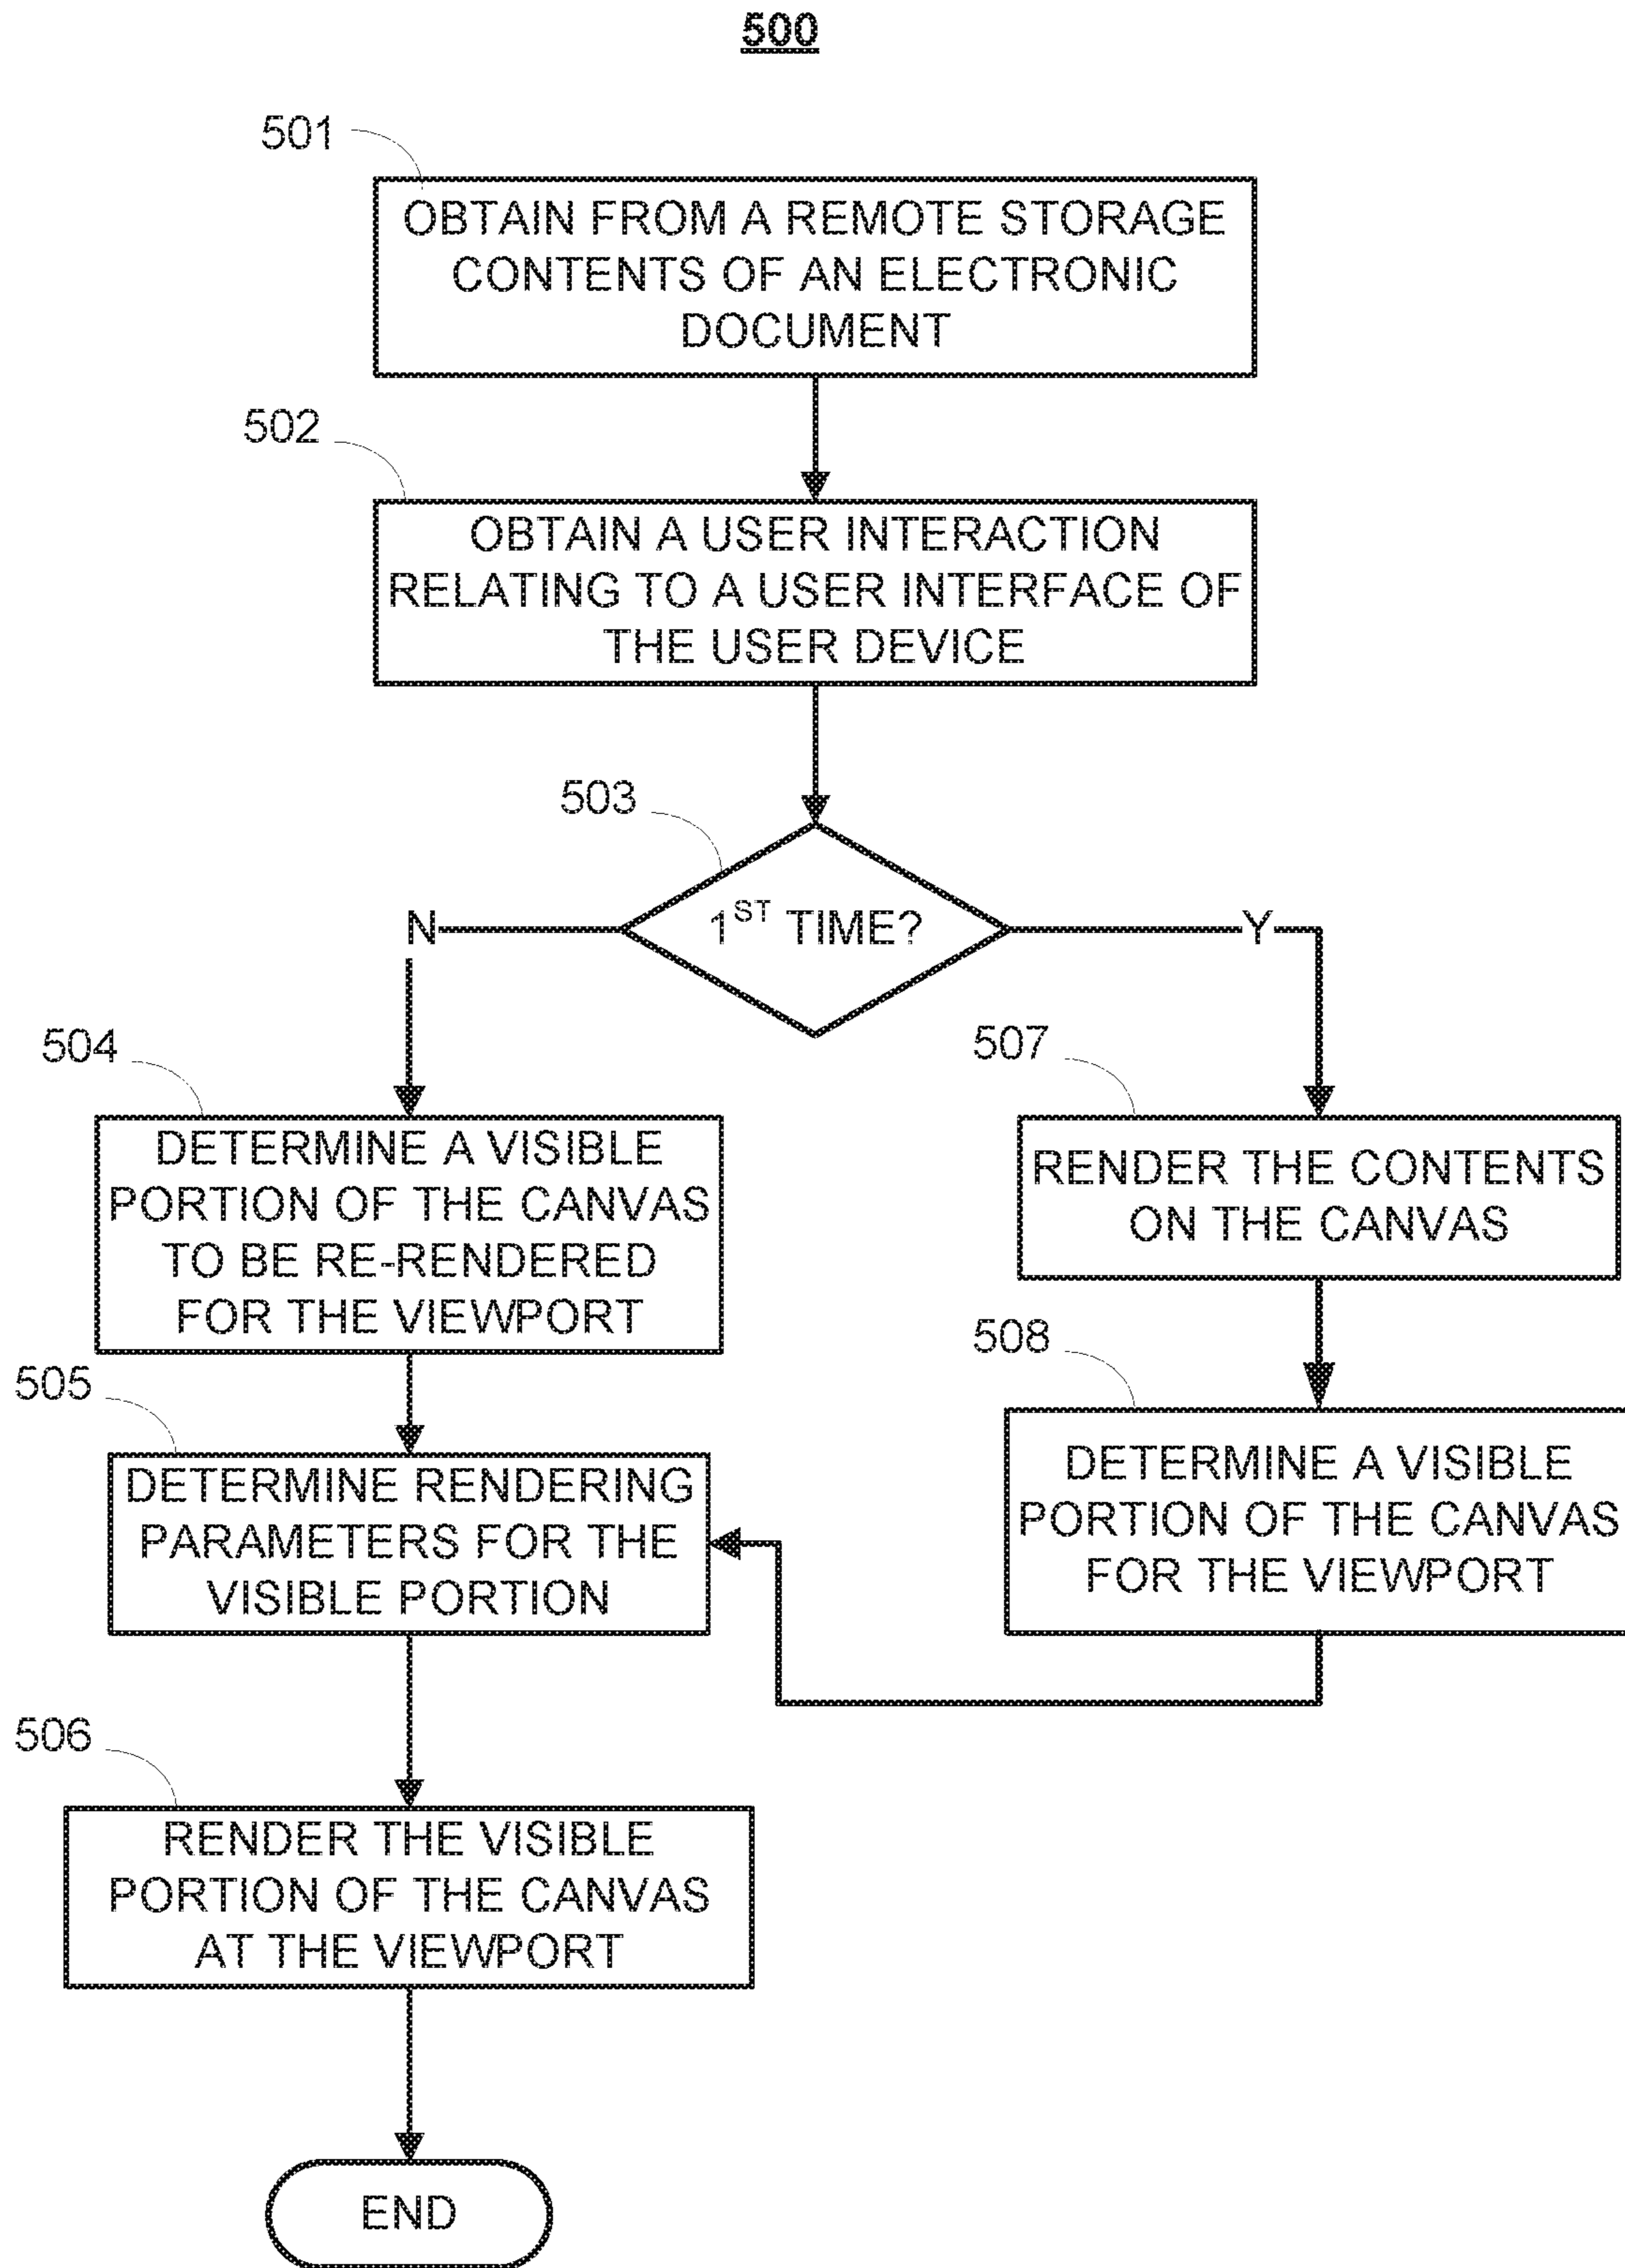 500
501
OBTAIN FROM A REMOTE STORAGE
CONTENTS OF AN ELECTRONIC
DOCUMENT
502
OBTAIN A USER INTERACTION
RELATING TO A USER INTERFACE OF
THE USER DEVICE
503
1ST TIME?
N
Y
504
DETERMINE A VISIBLE
PORTION OF THE CANVAS
TO BE RE-RENDERED
FOR THE VIEWPORT
507
RENDER THE CONTENTS
ON THE CANVAS
505
DETERMINE RENDERING
PARAMETERS FOR THE
VISIBLE PORTION
508
DETERMINE A VISIBLE
PORTION OF THE CANVAS
FOR THE VIEWPORT
506
RENDER THE VISIBLE
PORTION OF THE CANVAS
AT THE VIEWPORT
END